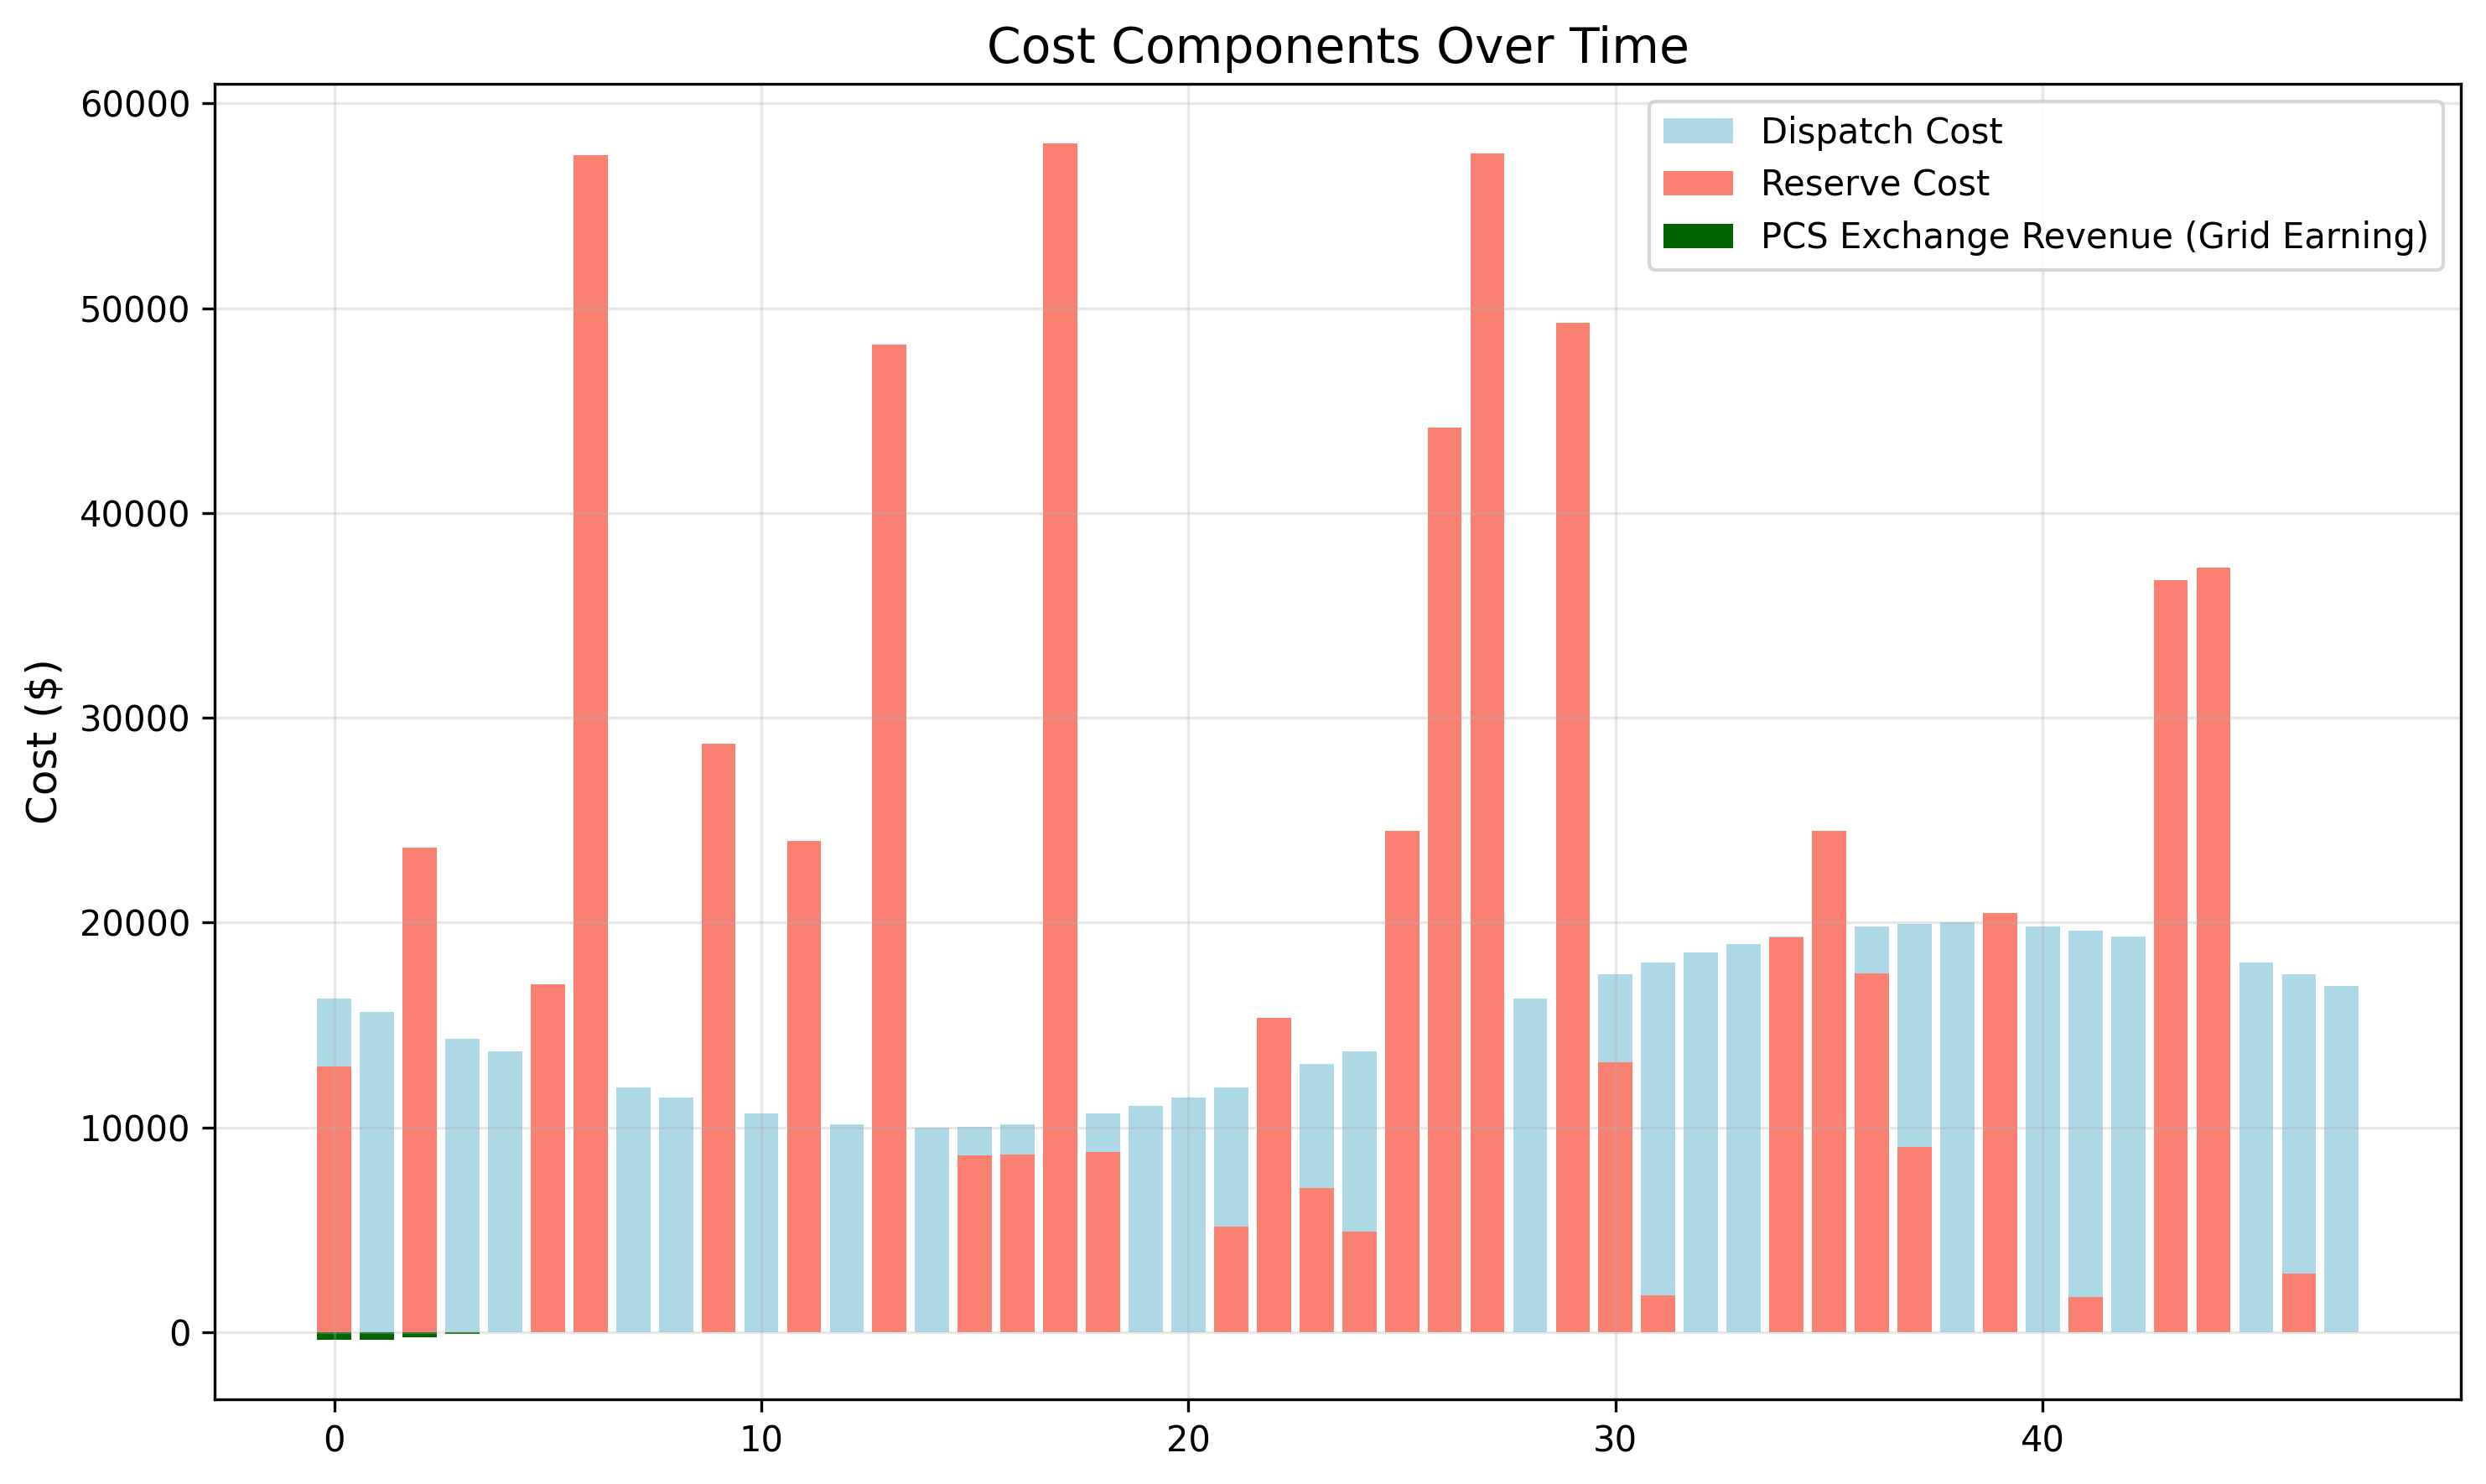 Cost Components Over Time
Cost ($)
60000
50000
40000
30000
20000
10000
0
0
10
20
30
40
Dispatch Cost
Reserve Cost
PCS Exchange Revenue (Grid Earning)